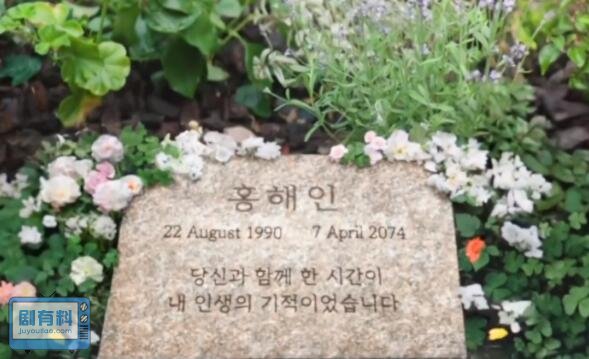 홍해인
22 August 1990 7 April 2074
당신과 함께 한 시간이
내 인생의 기적이었습니다
剧有料
juyouliao.com